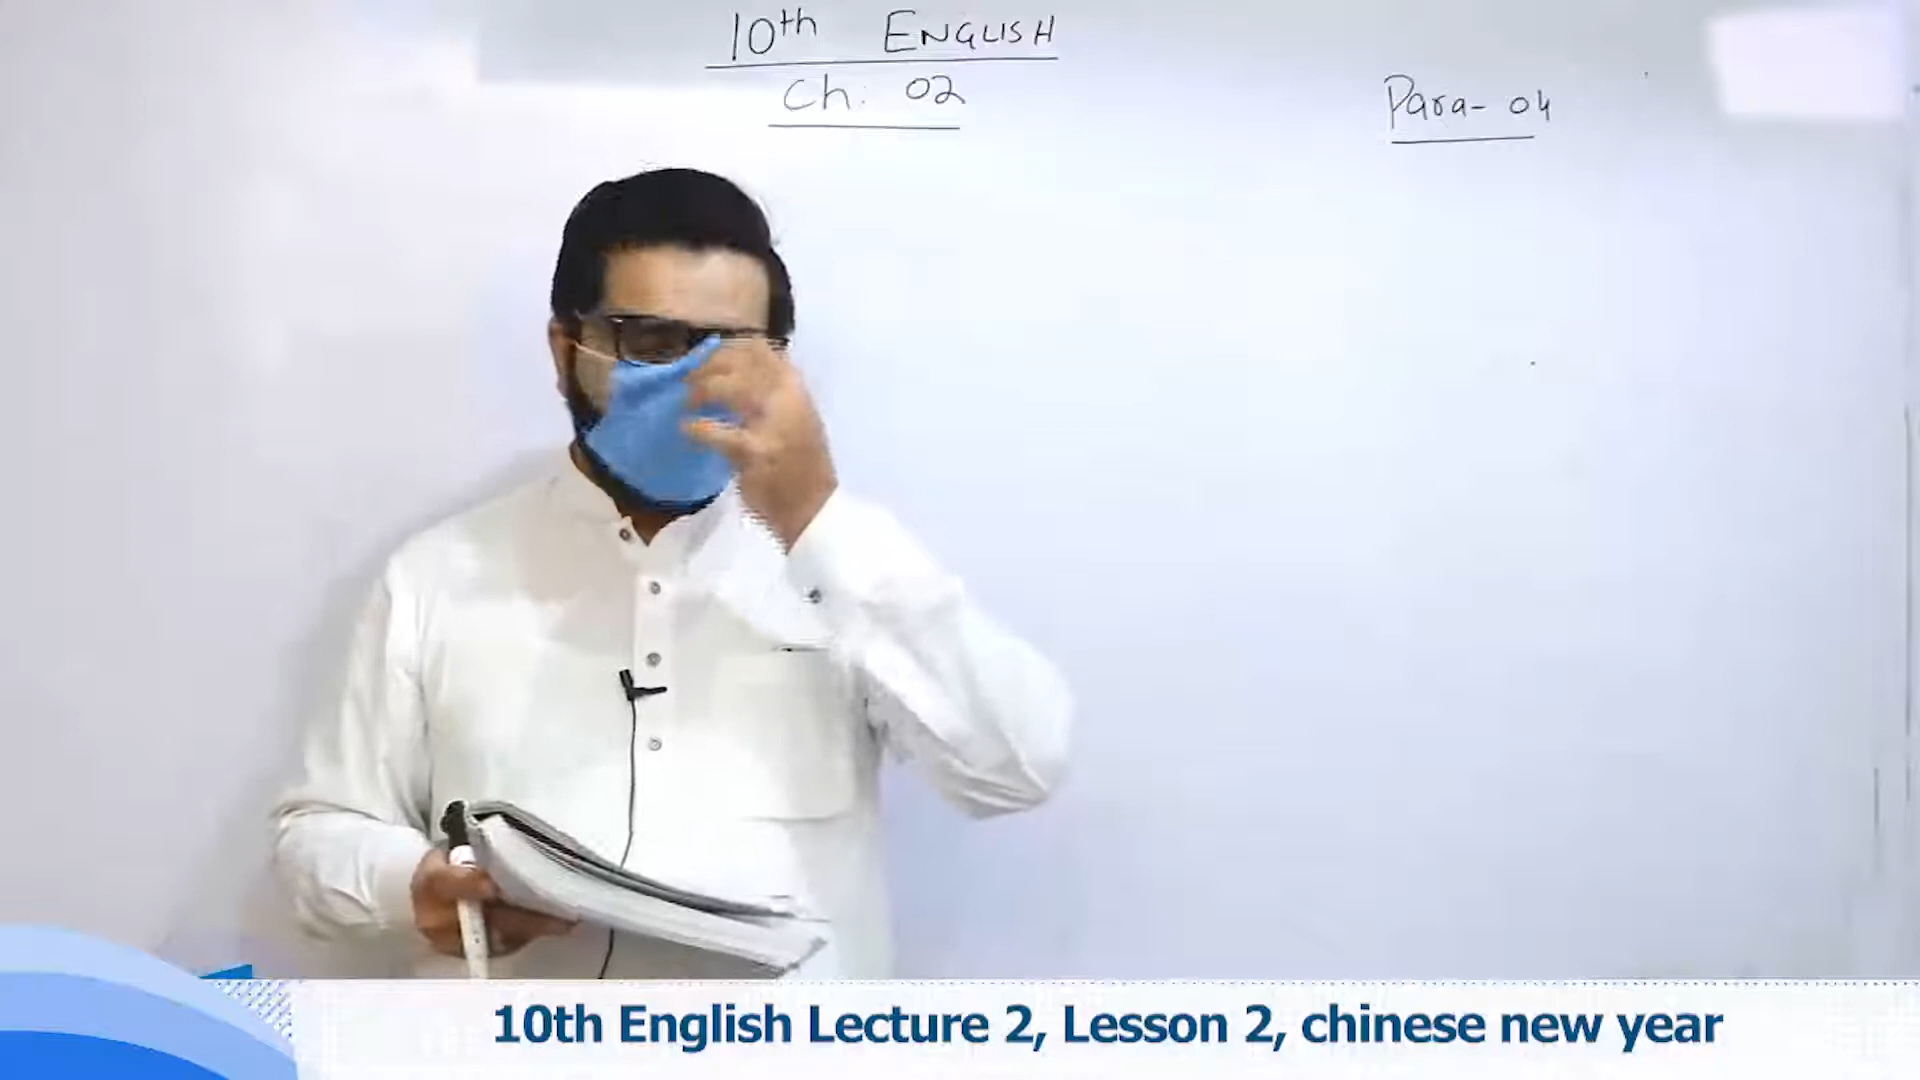 10th ENGLISH
Ch: 02
Para- 04
10th English Lecture 2, Lesson 2, chinese new year